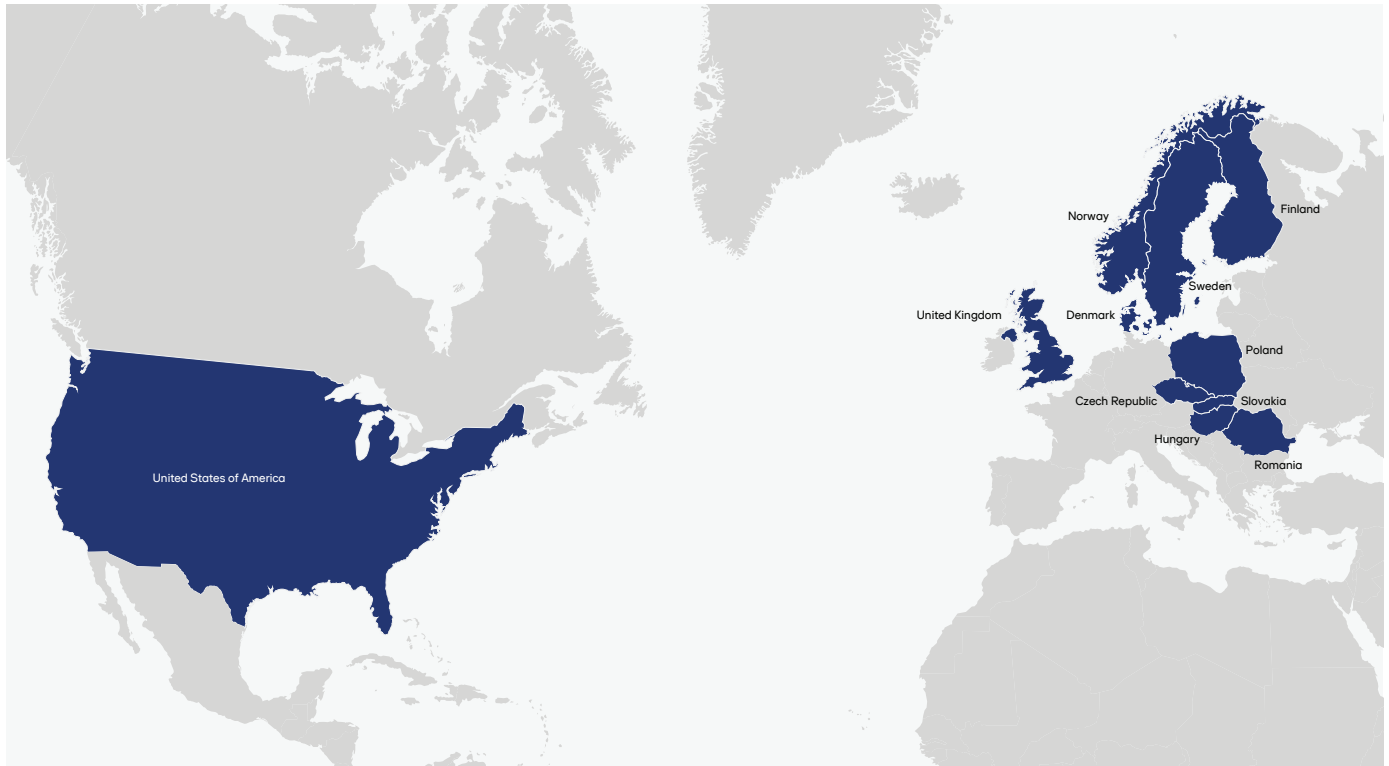 Norway
Finland
Sweden
United Kingdom
Denmark
Poland
Czech Republic
Slovakia
Hungary
Romania
United States of America